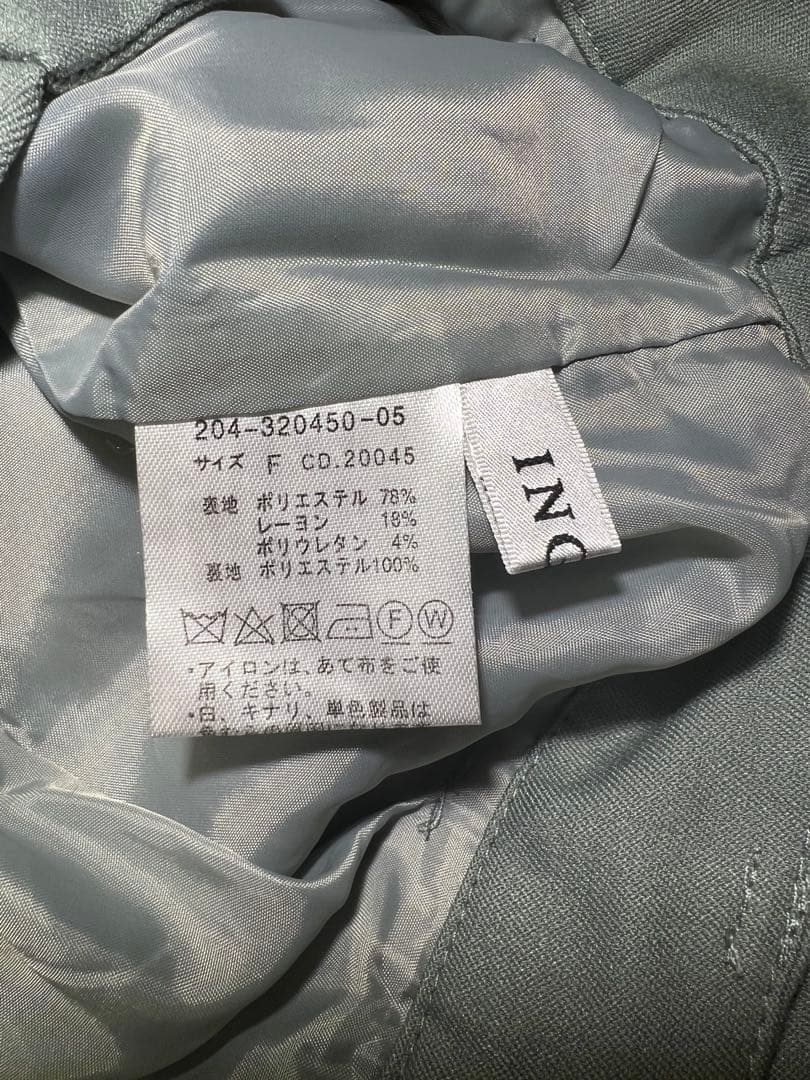 204-320450-05
サイズ F CD.20045
表地 ポリエステル 78%
レーヨン 18%
ポリウレタン 4%
裏地 ポリエステル100%
F W
・アイロンは、あて布をご使
用ください。
・白、キナリ、単色製品は
INC